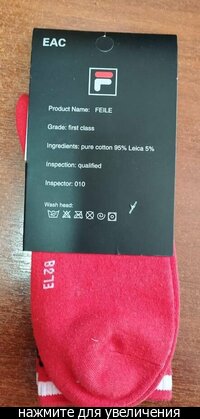 EAC
Product Name: FEILE
Grade: first class
Ingredients: pure cotton 95% Leica 5%
Inspection: qualified
Inspector: 010
Wash head:
B273
нажмите для увеличения